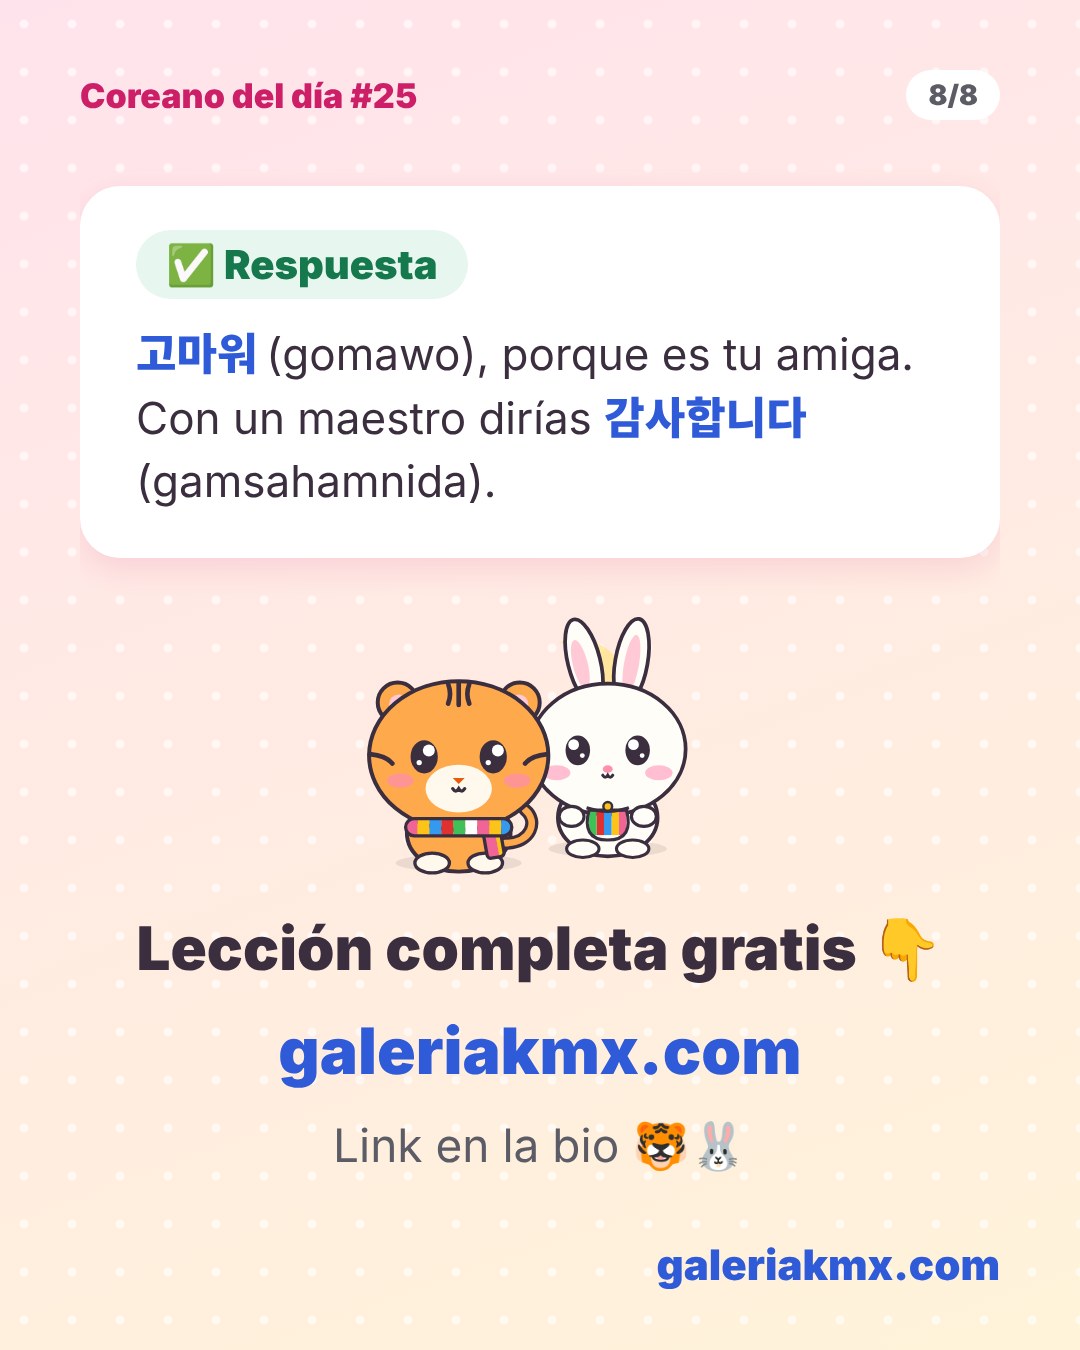 Coreano del día #25
8/8
✅ Respuesta
고마워 (gomawo), porque es tu amiga.
Con un maestro dirías 감사합니다
(gamsahamnida).
Lección completa gratis 👇
galeriakmx.com
Link en la bio 🐯🐰
galeriakmx.com